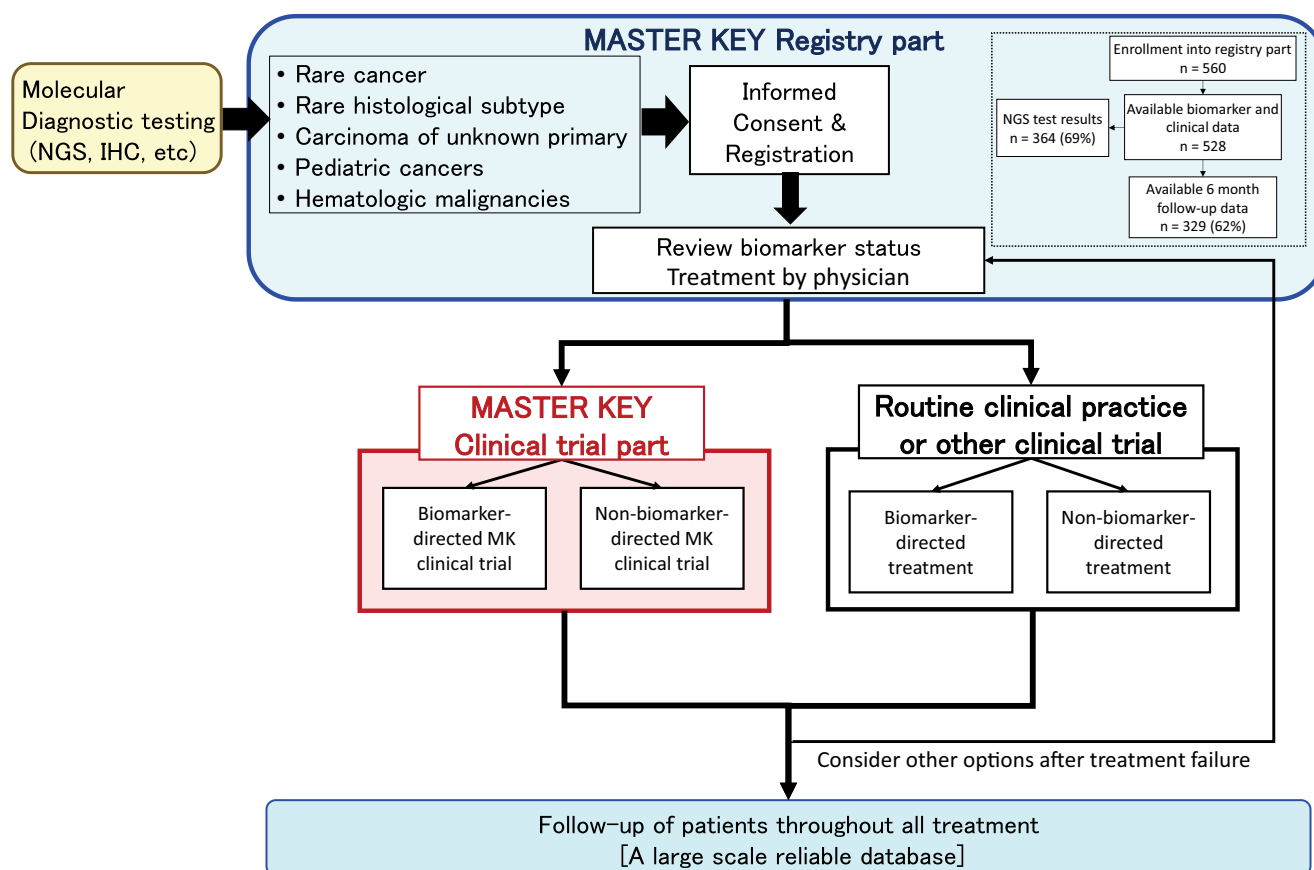 MASTER KEY Registry part
Molecular
Diagnostic testing
(NGS, IHC, etc)
• Rare cancer
• Rare histological subtype
• Carcinoma of unknown primary
• Pediatric cancers
• Hematologic malignancies
Informed
Consent &
Registration
Enrollment into registry part
n = 560
NGS test results
n = 364 (69%)
Available biomarker and
clinical data
n = 528
Available 6 month
follow-up data
n = 329 (62%)
Review biomarker status
Treatment by physician
MASTER KEY
Clinical trial part
Biomarker-
directed MK
clinical trial
Non-biomarker-
directed MK
clinical trial
Routine clinical practice
or other clinical trial
Biomarker-
directed
treatment
Non-biomarker-
directed
treatment
Consider other options after treatment failure
Follow-up of patients throughout all treatment
[A large scale reliable database]